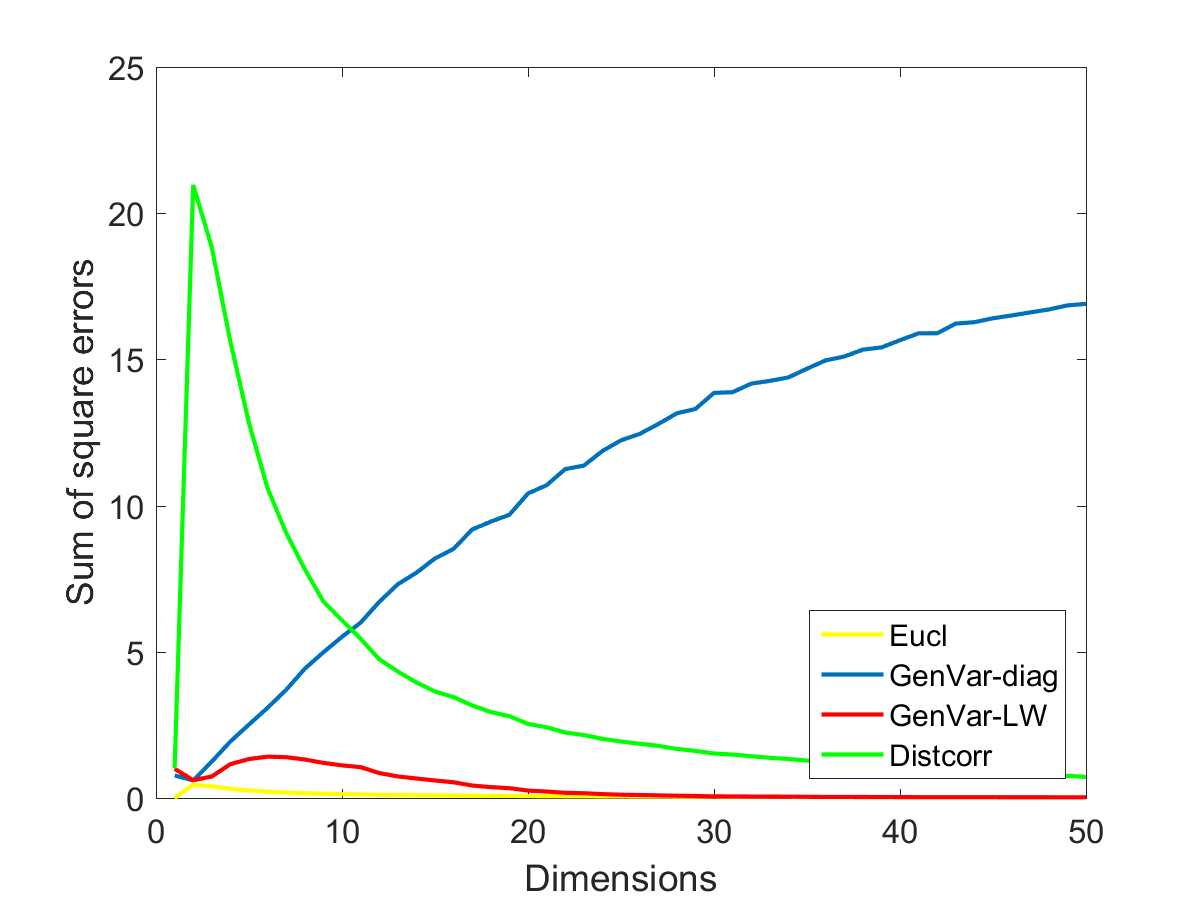 25
20
15
10
5
0
Sum of square errors
0 10 20 30 40 50
Dimensions
Eucl
GenVar-diag
GenVar-LW
Distcorr